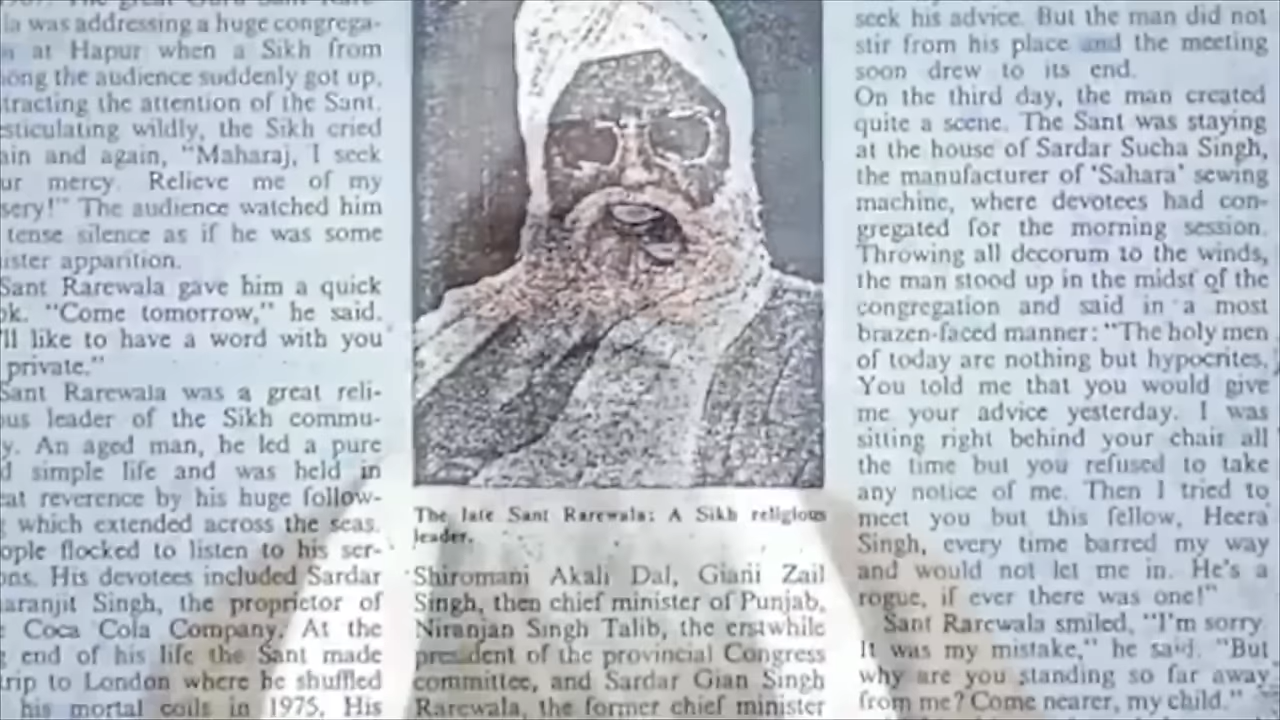 la was addressing a huge congrega-
at Hapur when a Sikh from
ong the audience suddenly got up,
tracting the attention of the Sant.
esticulating wildly, the Sikh cried
ain and again, "Maharaj, I seek
ur mercy. Relieve me of my
sery!" The audience watched him
tense silence as if he was some
ister apparition.
Sant Rarewala gave him a quick
ok. "Come tomorrow," he said.
'll like to have a word with you
private."
Sant Rarewala was a great reli-
ous leader of the Sikh commu-
y. An aged man, he led a pure
d simple life and was held in
eat reverence by his huge follow-
g which extended across the seas.
ople flocked to listen to his ser-
ons. His devotees included Sardar
aranjit Singh, the proprietor of
e Coca Cola Company. At the
g end of his life the Sant made
trip to London where he shuffled
his mortal coils in 1975. His
The late Sant Rarewala: A Sikh religious
leader.
Shiromani Akali Dal, Giani Zail
Singh, then chief minister of Punjab,
Niranjan Singh Talib, the erstwhile
president of the provincial Congress
committee, and Sardar Gian Singh
Rarewala, the former chief minister
seek his advice. But the man did not
stir from his place and the meeting
soon drew to its end.
On the third day, the man created
quite a scene. The Sant was staying
at the house of Sardar Sucha Singh,
the manufacturer of 'Sahara' sewing
machine, where devotees had con-
gregated for the morning session.
Throwing all decorum to the winds,
the man stood up in the midst of the
congregation and said in a most
brazen-faced manner: "The holy men
of today are nothing but hypocrites.
You told me that you would give
me your advice yesterday. I was
sitting right behind your chair all
the time but you refused to take
any notice of me. Then I tried to
meet you but this fellow, Heera
Singh, every time barred my way
and would not let me in. He's a
rogue, if ever there was one!"
Sant Rarewala smiled, "I'm sorry
It was my mistake," he said. "But
why are you standing so far away
from me? Come nearer, my child."